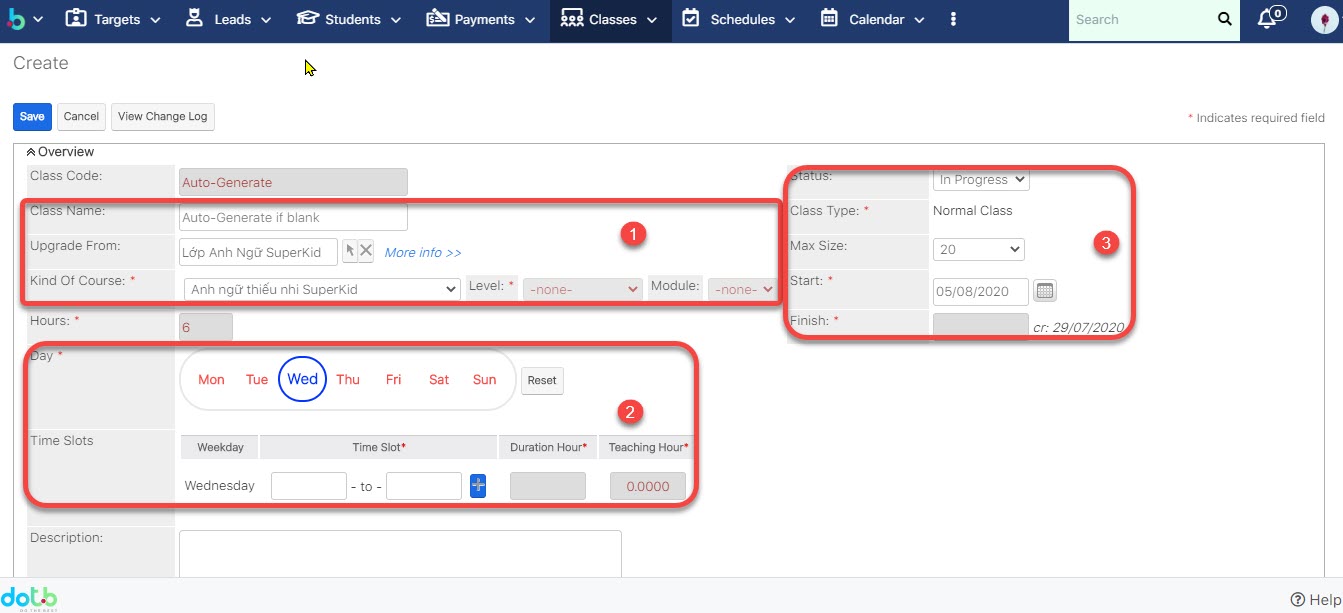 Targets Leads Students Payments Classes Schedules Calendar Search 0
Create
Save Cancel View Change Log
* Indicates required field
Overview
Class Code: Auto-Generate
Class Name: Auto-Generate if blank
1
Upgrade From: Lớp Anh Ngữ SuperKid More info >>
Kind Of Course: * Anh ngữ thiếu nhi SuperKid Level: * -none- Module: -none-
Hours: * 6
Status: In Progress
Class Type: * Normal Class
3
Max Size: 20
Start: * 05/08/2020
Finish: * cr: 29/07/2020
Day * Mon Tue Wed Thu Fri Sat Sun Reset
2
Time Slots
Weekday Time Slot* Duration Hour* Teaching Hour*
Wednesday - to - 0.0000
Description:
dotb
Help